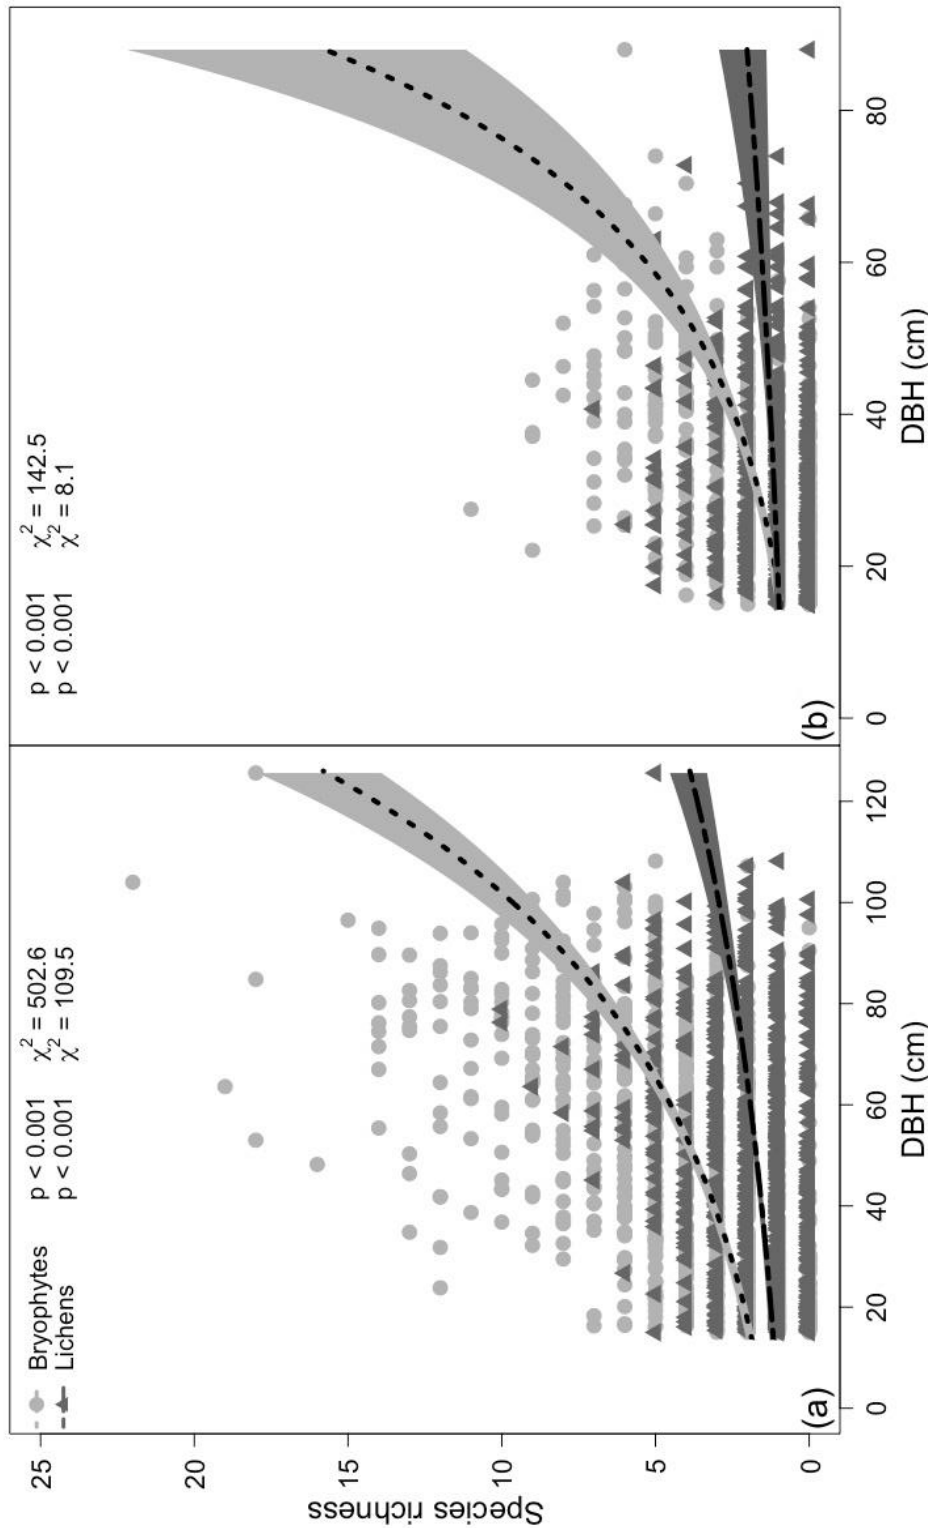 Bryophytes p < 0.001 χ² = 502.6
Lichens p < 0.001 χ² = 109.5
p < 0.001 χ² = 142.5
p < 0.001 χ² = 8.1
Species richness
25
20
15
10
5
0
(a)
(b)
0 20 40 60 80 100 120
0 20 40 60 80
DBH (cm)
DBH (cm)